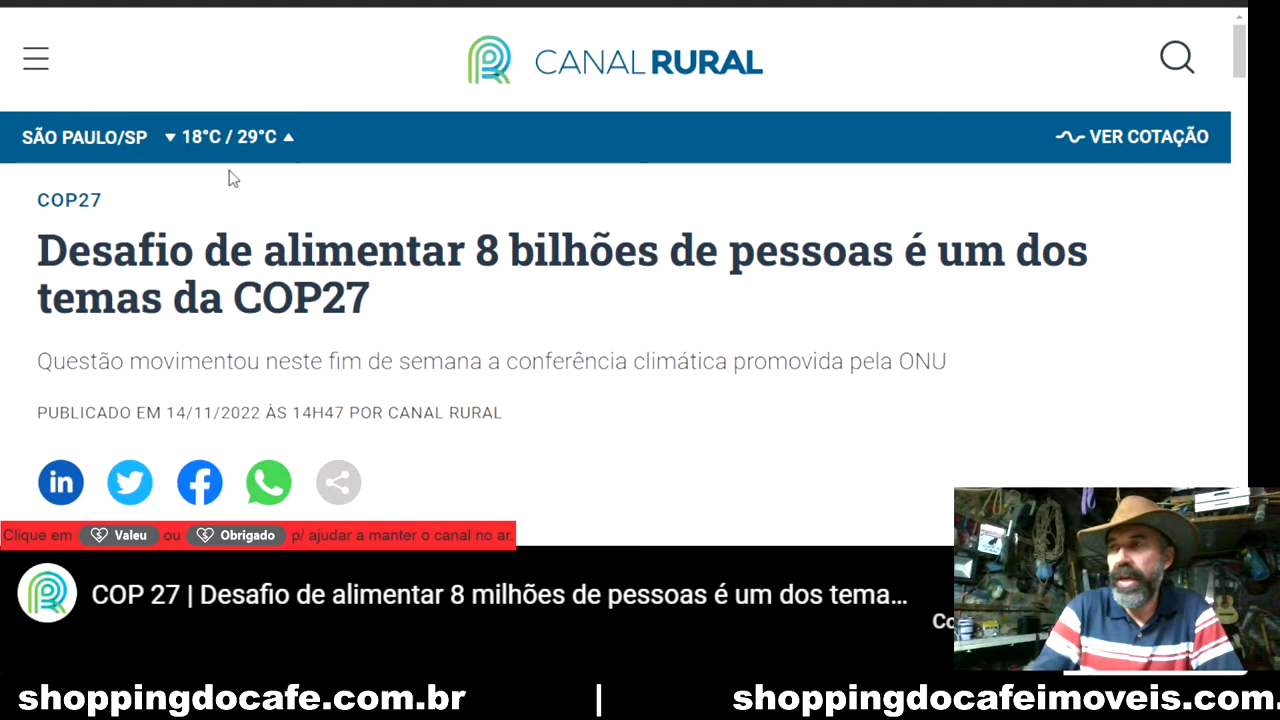 CANAL RURAL
SÃO PAULO/SP 18°C / 29°C
VER COTAÇÃO
COP27
Desafio de alimentar 8 bilhões de pessoas é um dos
temas da COP27
Questão movimentou neste fim de semana a conferência climática promovida pela ONU
PUBLICADO EM 14/11/2022 ÀS 14H47 POR CANAL RURAL
in
Clique em Valeu ou Obrigado p/ ajudar a manter o canal no ar.
COP 27 | Desafio de alimentar 8 milhões de pessoas é um dos tema...
Co
shoppingdocafe.com.br | shoppingdocafeimoveis.com.